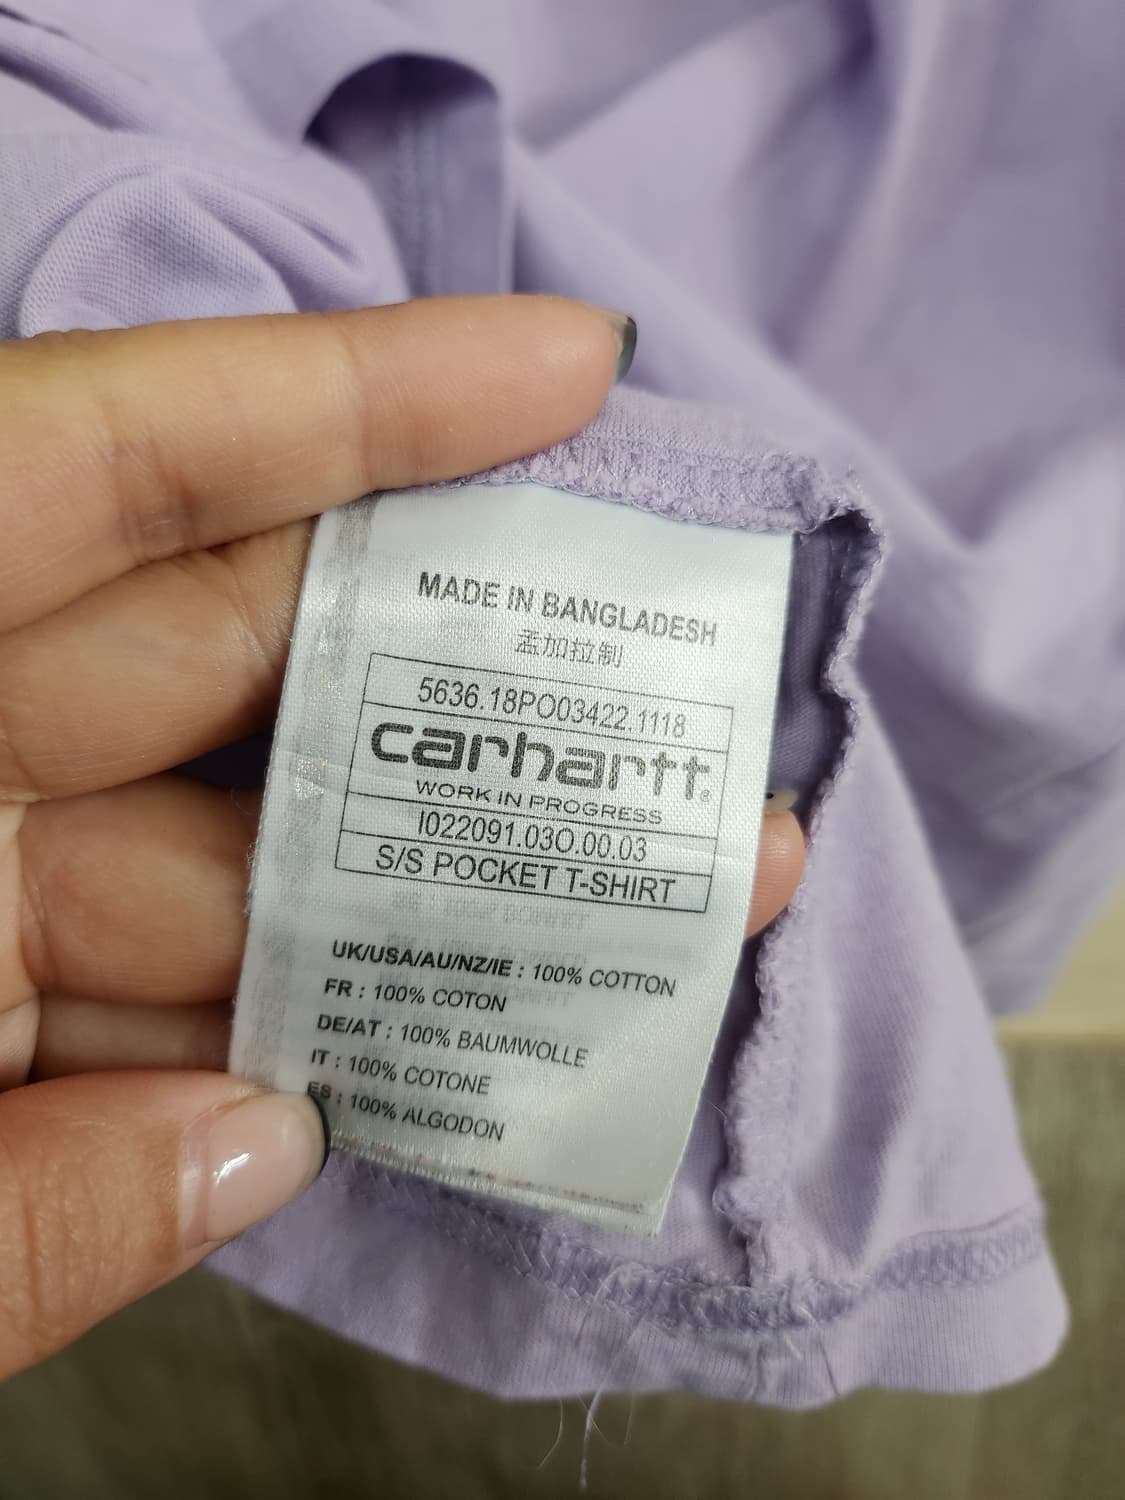 MADE IN BANGLADESH
孟加拉制
5636.18PO03422.1118
carhartt®
WORK IN PROGRESS
I022091.03O.00.03
S/S POCKET T-SHIRT
UK/USA/AU/NZ/IE : 100% COTTON
FR : 100% COTON
DE/AT : 100% BAUMWOLLE
IT : 100% COTONE
ES : 100% ALGODON